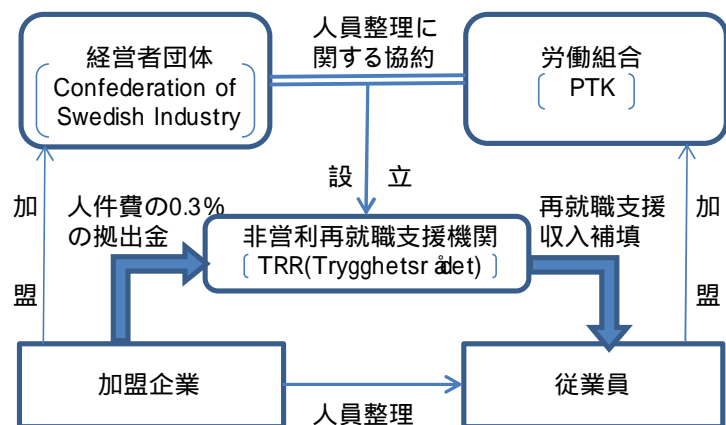 経営者団体
Confederation of
Swedish Industry
人員整理に
関する協約
労働組合
PTK
設 立
加
盟
人件費の0.3%
の拠出金
非営利再就職支援機関
TRR(Trygghetsrådet)
再就職支援
収入補填
加
盟
加盟企業
人員整理
従業員